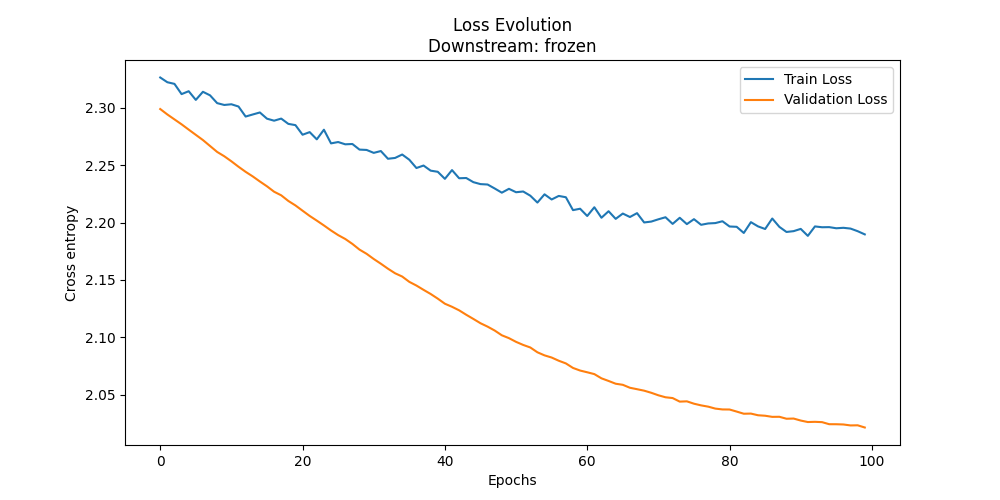 Loss Evolution
Downstream: frozen
Train Loss
Validation Loss
Cross entropy
2.30
2.25
2.20
2.15
2.10
2.05
0
20
40
60
80
100
Epochs